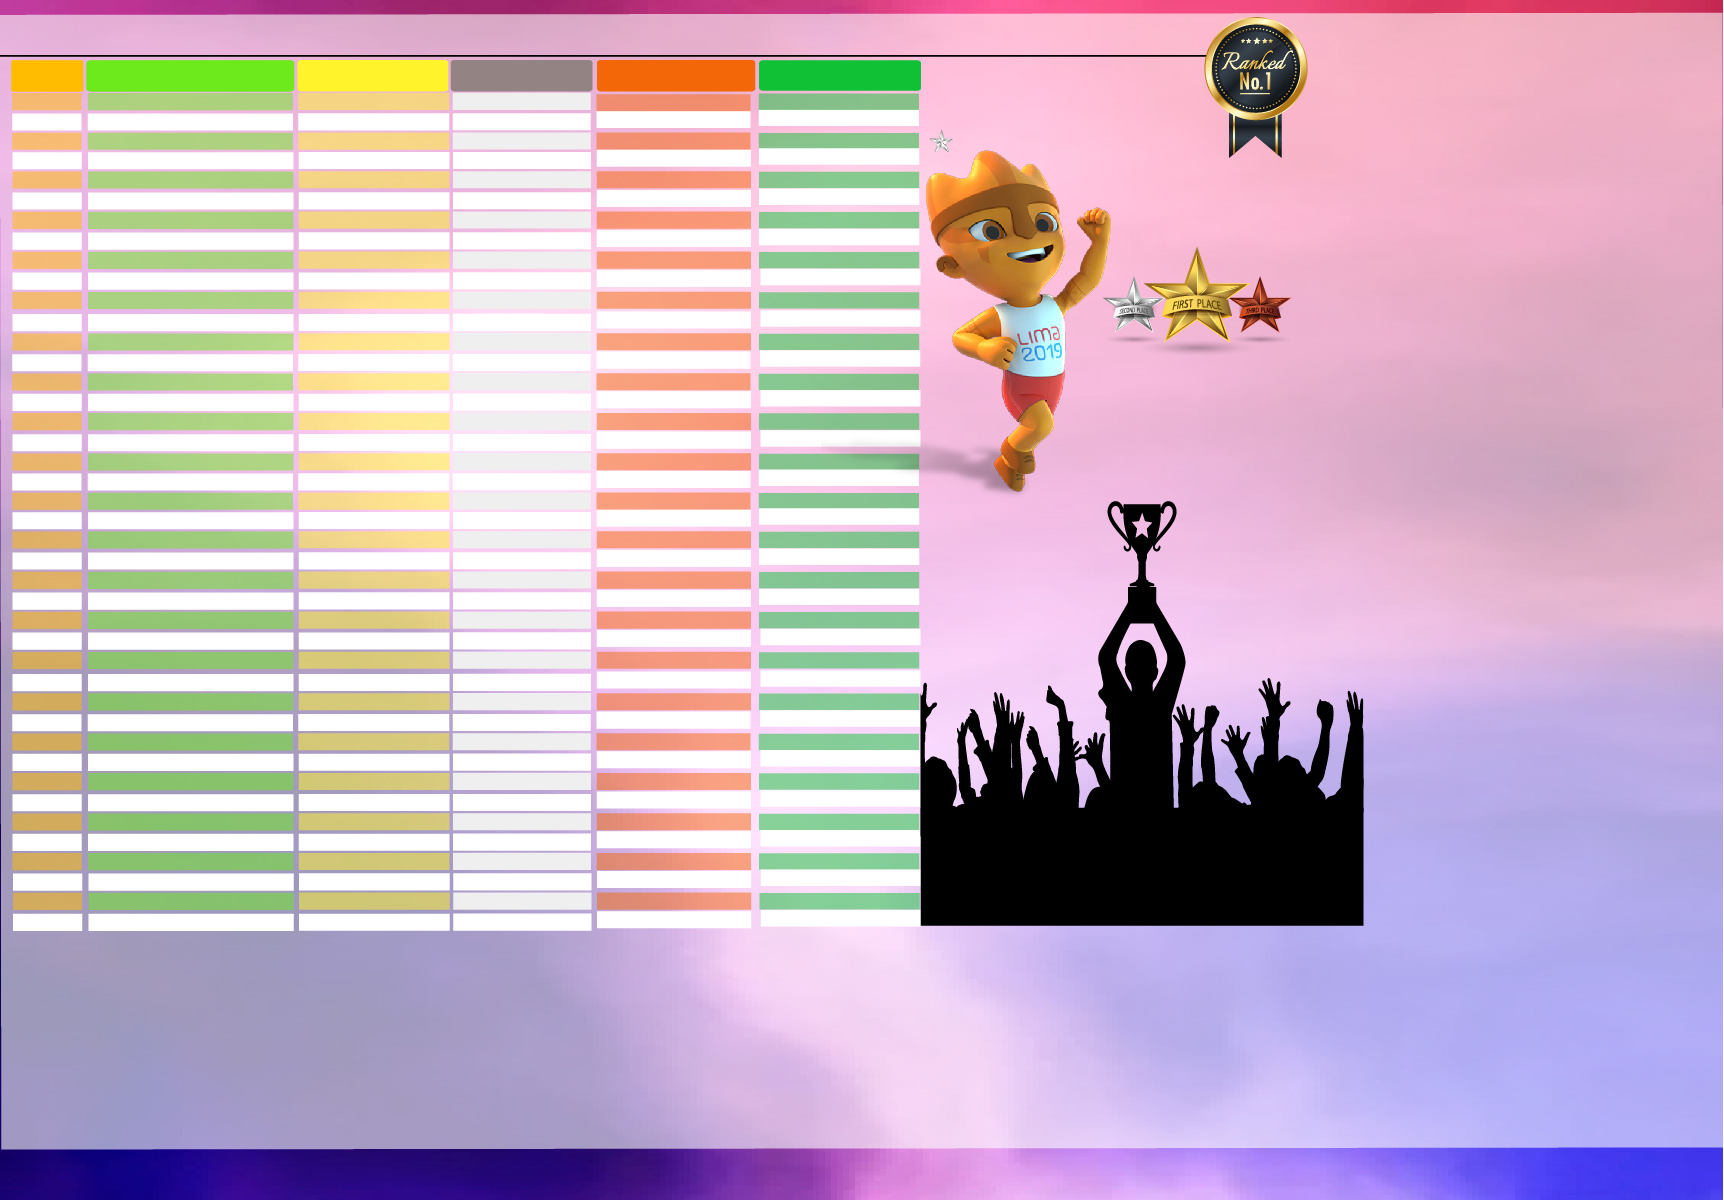 Ranked
No.1
LIMA
2019
SECOND PLACE
FIRST PLACE
THIRD PLACE